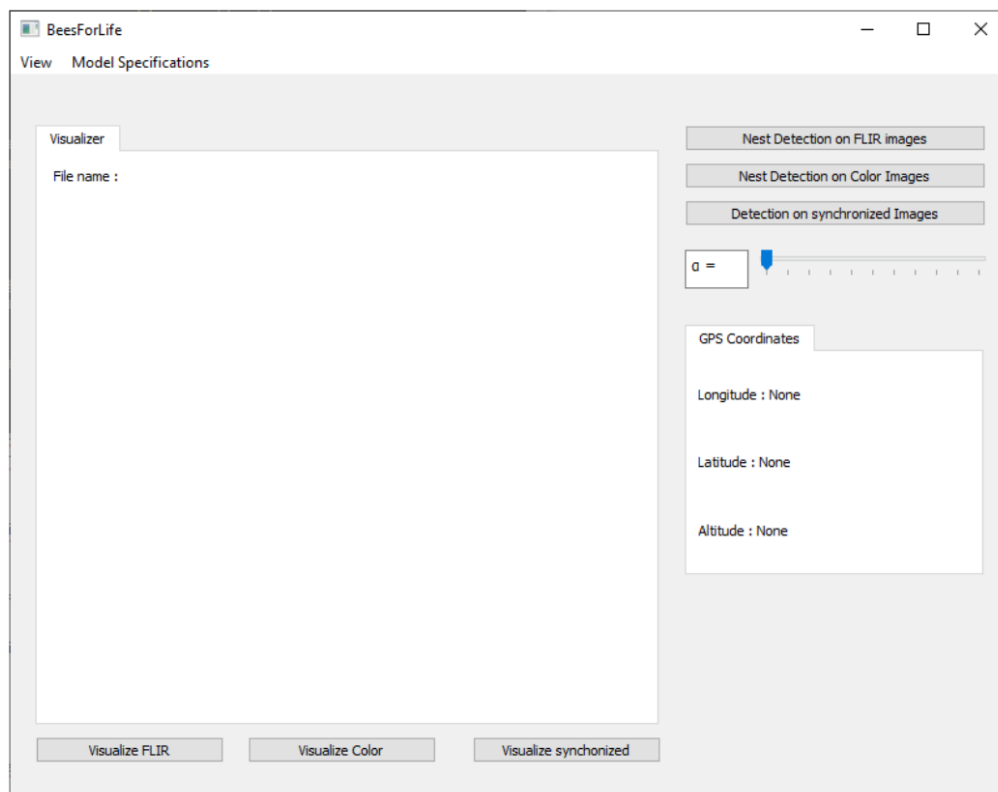 BeesForLife
View Model Specifications
Visualizer
File name :
Nest Detection on FLIR images
Nest Detection on Color Images
Detection on synchronized Images
α =
GPS Coordinates
Longitude : None
Latitude : None
Altitude : None
Visualize FLIR
Visualize Color
Visualize synchonized